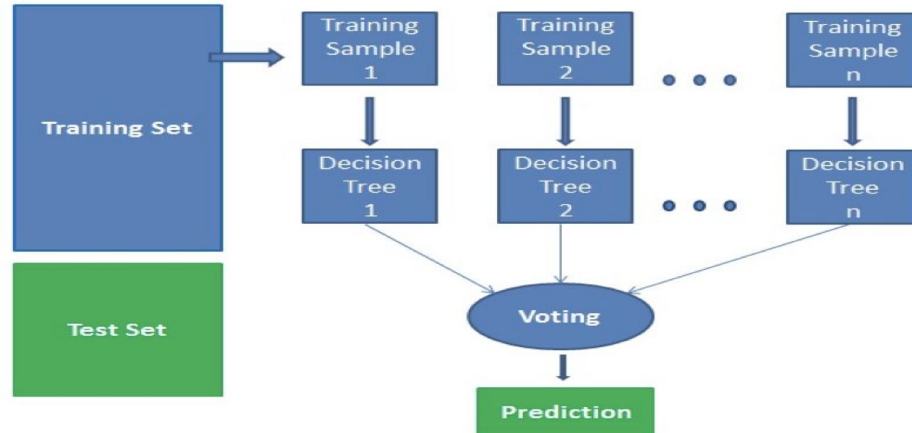 Training
Sample
1
Training
Sample
2
Training
Sample
n
Training Set
Decision
Tree
1
Decision
Tree
2
Decision
Tree
n
Test Set
Voting
Prediction